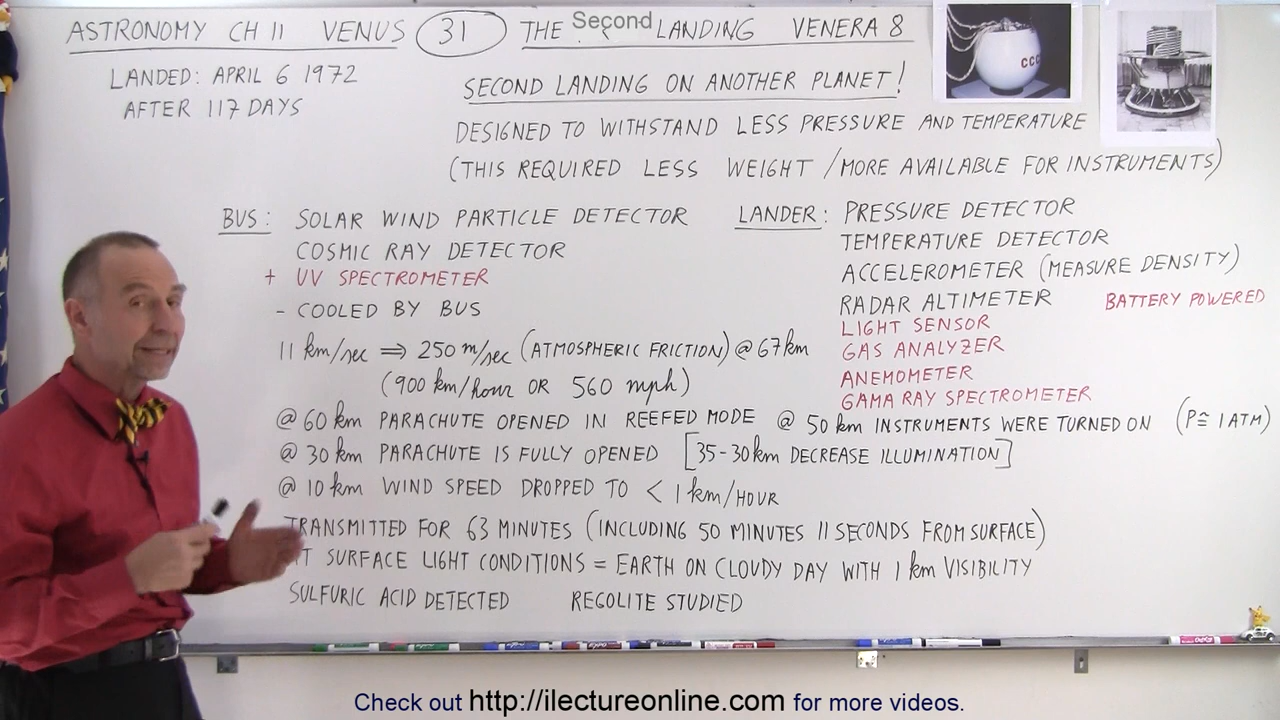 ASTRONOMY CH 11 VENUS 31 THE Second LANDING VENERA 8
LANDED: APRIL 6 1972
AFTER 117 DAYS
SECOND LANDING ON ANOTHER PLANET!
DESIGNED TO WITHSTAND LESS PRESSURE AND TEMPERATURE
(THIS REQUIRED LESS WEIGHT / MORE AVAILABLE FOR INSTRUMENTS)
CCC
BUS: SOLAR WIND PARTICLE DETECTOR
COSMIC RAY DETECTOR
+ UV SPECTROMETER
- COOLED BY BUS
LANDER: PRESSURE DETECTOR
TEMPERATURE DETECTOR
ACCELEROMETER (MEASURE DENSITY)
RADAR ALTIMETER BATTERY POWERED
LIGHT SENSOR
GAS ANALYZER
ANEMOMETER
GAMA RAY SPECTROMETER
11 km/sec ⇒ 250 m/sec (ATMOSPHERIC FRICTION) @ 67 km
(900 km/hour OR 560 mph)
@ 60 km PARACHUTE OPENED IN REEFED MODE @ 50 km INSTRUMENTS WERE TURNED ON (P ≅ 1 ATM)
@ 30 km PARACHUTE IS FULLY OPENED [35-30 km DECREASE ILLUMINATION]
@ 10 km WIND SPEED DROPPED TO < 1 km/HOUR
TRANSMITTED FOR 63 MINUTES (INCLUDING 50 MINUTES 11 SECONDS FROM SURFACE)
T SURFACE LIGHT CONDITIONS = EARTH ON CLOUDY DAY WITH 1 km VISIBILITY
SULFURIC ACID DETECTED REGOLITE STUDIED
Check out http://ilectureonline.com for more videos.